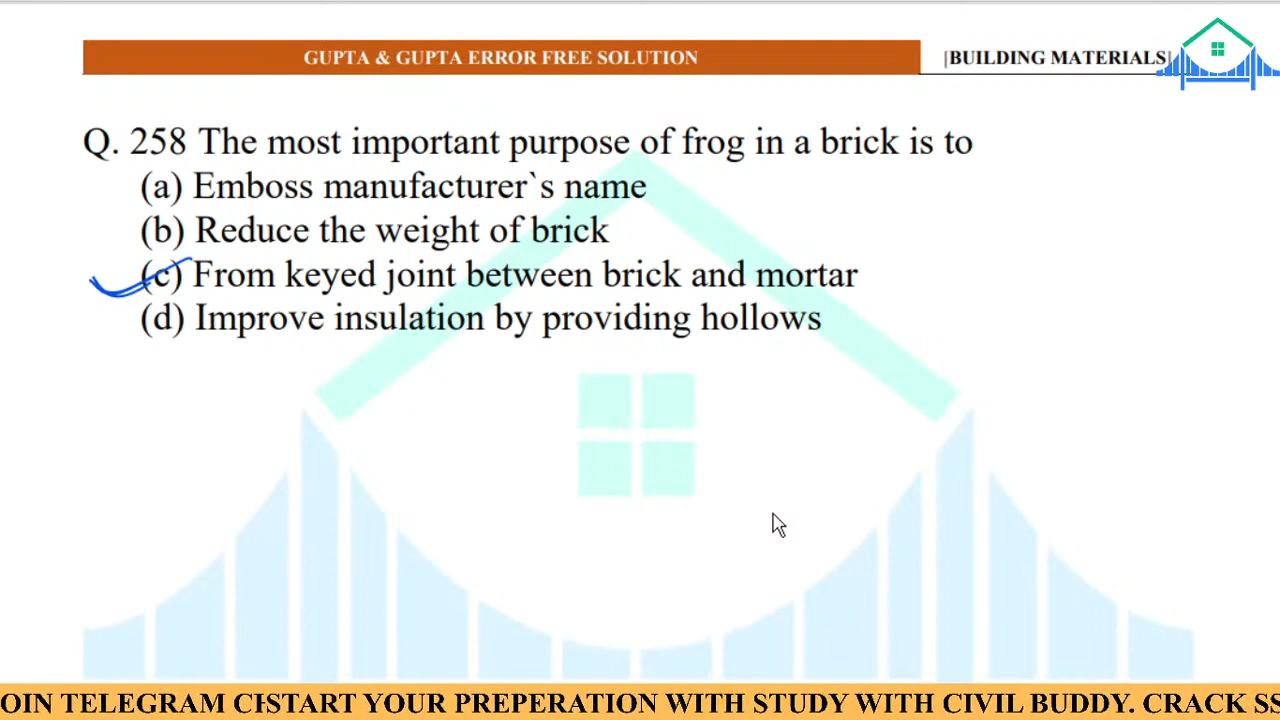 GUPTA & GUPTA ERROR FREE SOLUTION
|BUILDING MATERIALS|
Q. 258 The most important purpose of frog in a brick is to
(a) Emboss manufacturer`s name
(b) Reduce the weight of brick
(c) From keyed joint between brick and mortar
(d) Improve insulation by providing hollows
OIN TELEGRAM CHSTART YOUR PREPERATION WITH STUDY WITH CIVIL BUDDY. CRACK SS